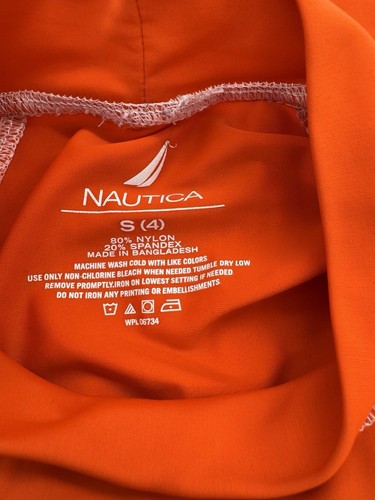 NAUTICA
S (4)
80% NYLON
20% SPANDEX
MADE IN BANGLADESH
MACHINE WASH COLD WITH LIKE COLORS
USE ONLY NON-CHLORINE BLEACH WHEN NEEDED TUMBLE DRY LOW
REMOVE PROMPTLY.IRON ON LOWEST SETTING IF NEEDED
DO NOT IRON ANY PRINTING OR EMBELLISHMENTS
WPL 06734